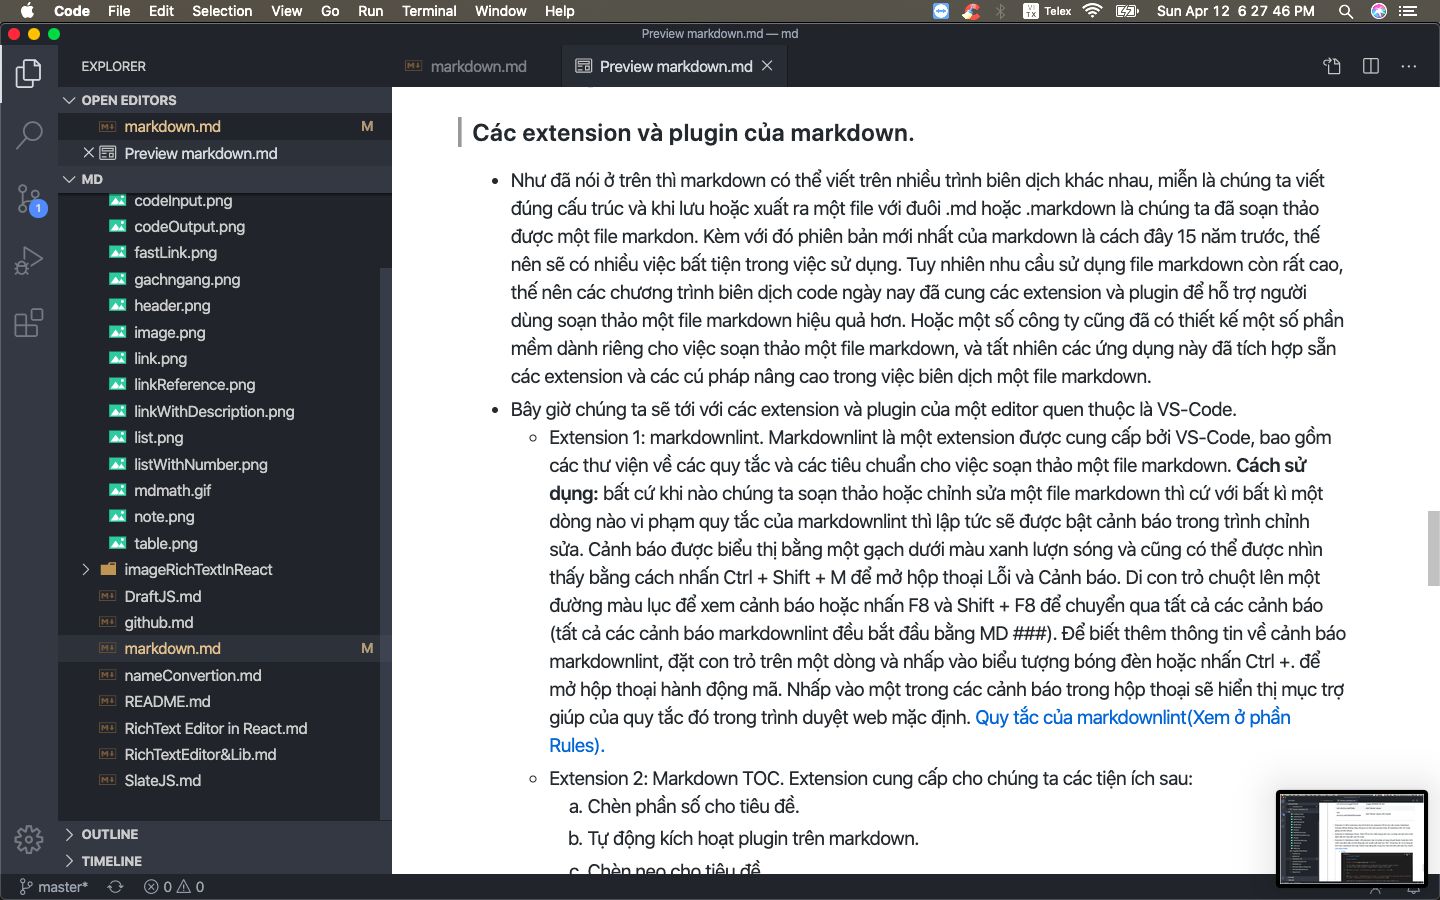 Code File Edit Selection View Go Run Terminal Window Help
VI
TX
Telex
Sun Apr 12 6 27 46 PM
Preview markdown.md — md
EXPLORER
markdown.md
Preview markdown.md
OPEN EDITORS
markdown.md M
Preview markdown.md
MD
codeInput.png
codeOutput.png
fastLink.png
gachngang.png
header.png
image.png
link.png
linkReference.png
linkWithDescription.png
list.png
listWithNumber.png
mdmath.gif
note.png
table.png
imageRichTextInReact
DraftJS.md
github.md
markdown.md M
nameConvertion.md
README.md
RichText Editor in React.md
RichTextEditor&Lib.md
SlateJS.md
OUTLINE
TIMELINE
1
Các extension và plugin của markdown.
• Như đã nói ở trên thì markdown có thể viết trên nhiều trình biên dịch khác nhau, miễn là chúng ta viết
đúng cấu trúc và khi lưu hoặc xuất ra một file với đuôi .md hoặc .markdown là chúng ta đã soạn thảo
được một file markdon. Kèm với đó phiên bản mới nhất của markdown là cách đây 15 năm trước, thế
nên sẽ có nhiều việc bất tiện trong việc sử dụng. Tuy nhiên nhu cầu sử dụng file markdown còn rất cao,
thế nên các chương trình biên dịch code ngày nay đã cung các extension và plugin để hỗ trợ người
dùng soạn thảo một file markdown hiệu quả hơn. Hoặc một số công ty cũng đã có thiết kế một số phần
mềm dành riêng cho việc soạn thảo một file markdown, và tất nhiên các ứng dụng này đã tích hợp sẵn
các extension và các cú pháp nâng cao trong việc biên dịch một file markdown.
• Bây giờ chúng ta sẽ tới với các extension và plugin của một editor quen thuộc là VS-Code.
◦ Extension 1: markdownlint. Markdownlint là một extension được cung cấp bởi VS-Code, bao gồm
các thư viện về các quy tắc và các tiêu chuẩn cho việc soạn thảo một file markdown. Cách sử
dụng: bất cứ khi nào chúng ta soạn thảo hoặc chỉnh sửa một file markdown thì cứ với bất kì một
dòng nào vi phạm quy tắc của markdownlint thì lập tức sẽ được bật cảnh báo trong trình chỉnh
sửa. Cảnh báo được biểu thị bằng một gạch dưới màu xanh lượn sóng và cũng có thể được nhìn
thấy bằng cách nhấn Ctrl + Shift + M để mở hộp thoại Lỗi và Cảnh báo. Di con trỏ chuột lên một
đường màu lục để xem cảnh báo hoặc nhấn F8 và Shift + F8 để chuyển qua tất cả các cảnh báo
(tất cả các cảnh báo markdownlint đều bắt đầu bằng MD ###). Để biết thêm thông tin về cảnh báo
markdownlint, đặt con trỏ trên một dòng và nhấp vào biểu tượng bóng đèn hoặc nhấn Ctrl +. để
mở hộp thoại hành động mã. Nhấp vào một trong các cảnh báo trong hộp thoại sẽ hiển thị mục trợ
giúp của quy tắc đó trong trình duyệt web mặc định. Quy tắc của markdownlint(Xem ở phần
Rules).
◦ Extension 2: Markdown TOC. Extension cung cấp cho chúng ta các tiện ích sau:
a. Chèn phần số cho tiêu đề.
b. Tự động kích hoạt plugin trên markdown.
c. Chèn neo cho tiêu đề
master* 0 0